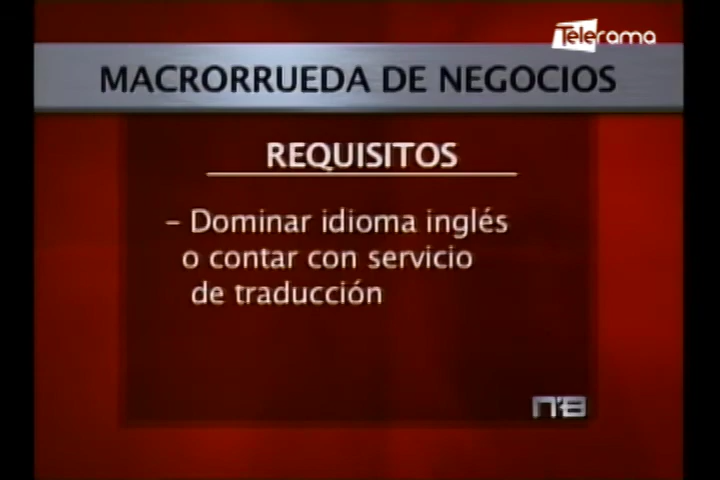 Telerama
MACRORRUEDA DE NEGOCIOS
REQUISITOS
– Dominar idioma inglés
o contar con servicio
de traducción